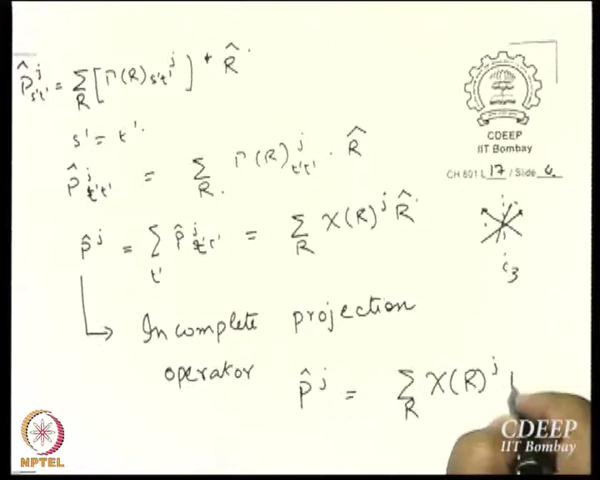 P̂ʲs't' = Σ_R [Γ(R)s't'ʲ]* R̂
s' = t'.
P̂ʲt't' = Σ_R Γ(R)ʲt't' · R̂
P̂ʲ = Σ_t' P̂ʲt't' = Σ_R χ(R)ʲ R̂
Incomplete projection
operator P̂ʲ = Σ_R χ(R)ʲ
CDEEP
IIT Bombay
CH 601 L 17 / Slide 6
C₃
NPTEL
CDEEP
IIT Bombay